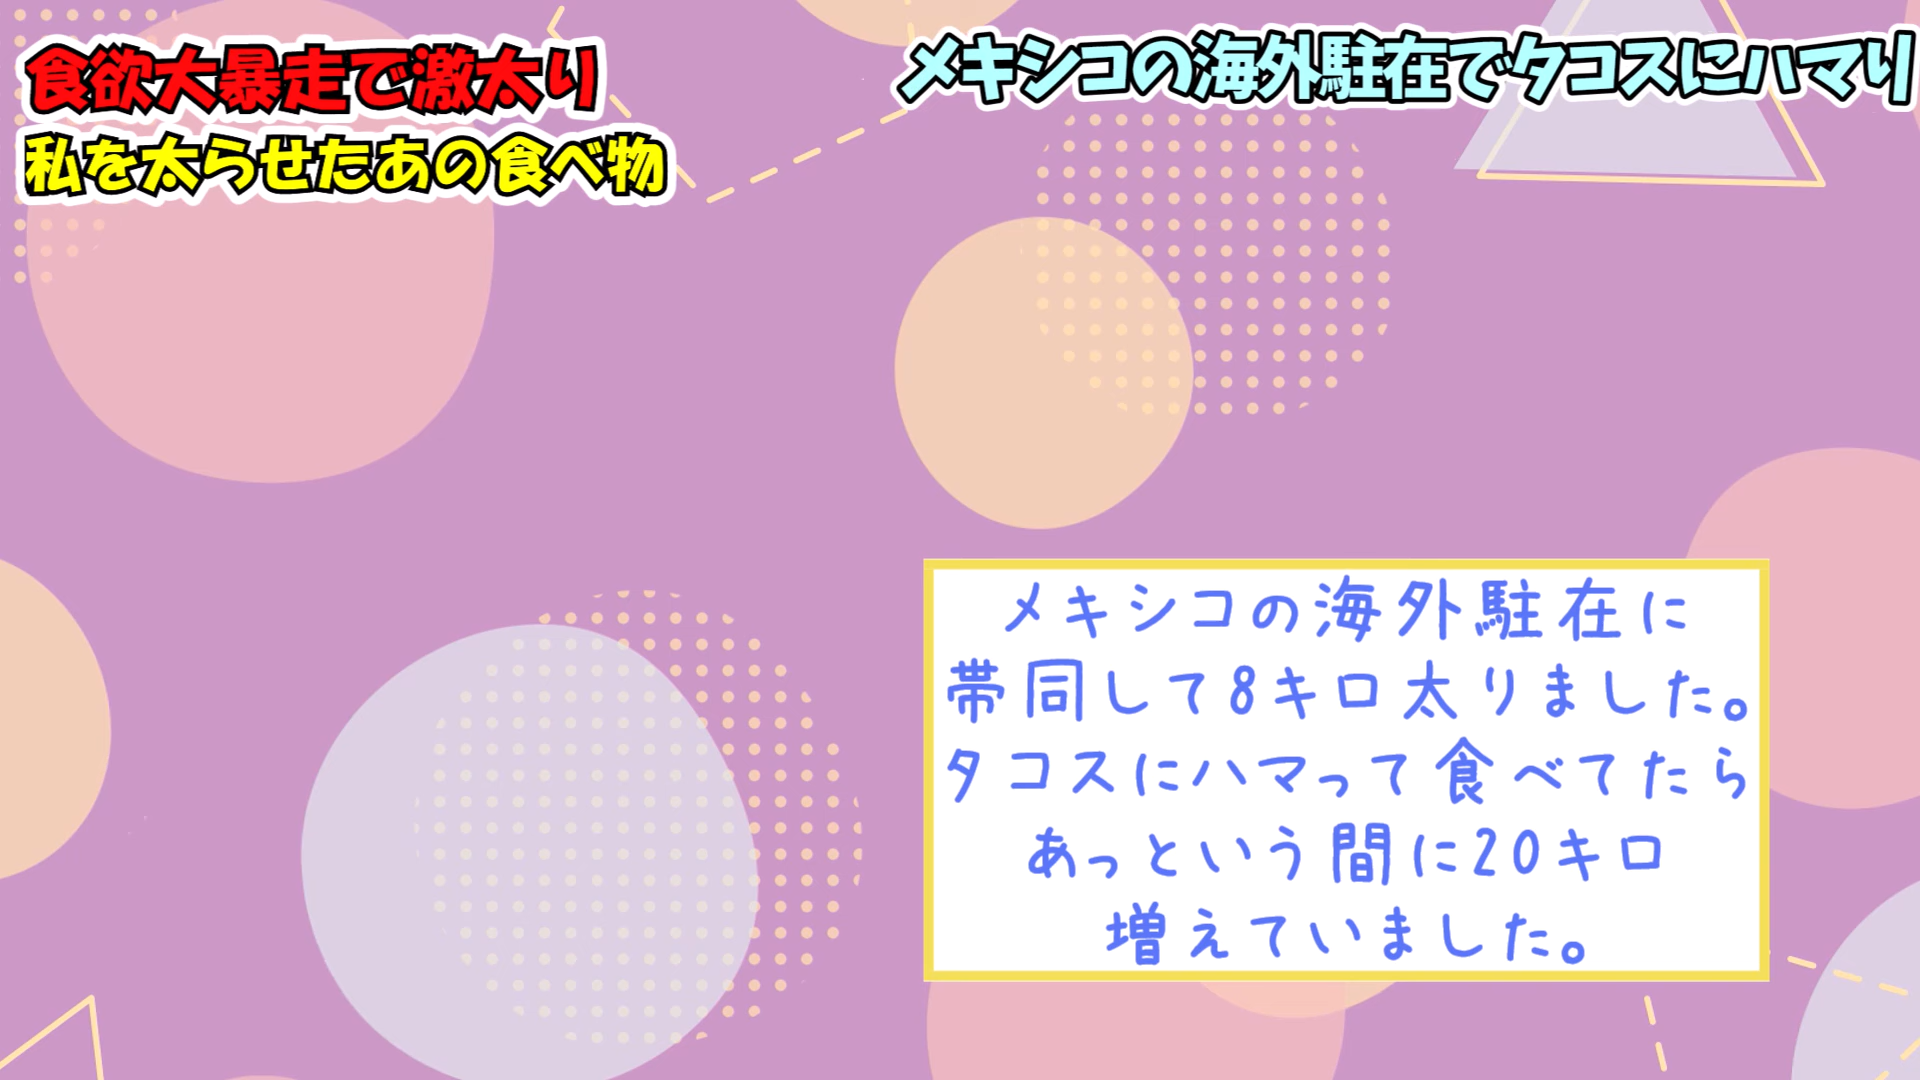 食欲大暴走で激太り
私を太らせたあの食べ物
メキシコの海外駐在でタコスにハマり
メキシコの海外駐在に
帯同して8キロ太りました。
タコスにハマって食べてたら
あっという間に20キロ
増えていました。